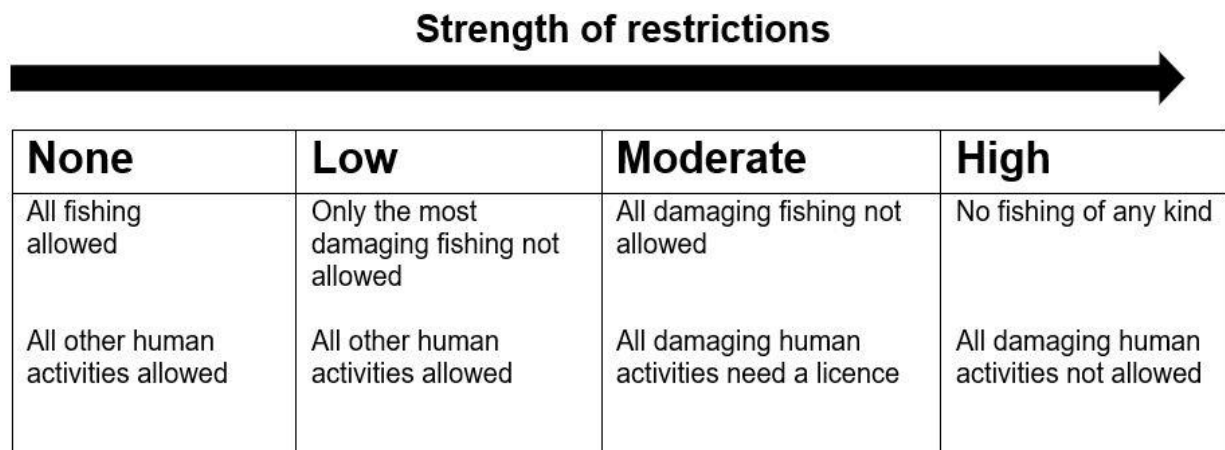 Strength of restrictions
None
Low
Moderate
High
All fishing
allowed
Only the most
damaging fishing not
allowed
All damaging fishing not
allowed
No fishing of any kind
All other human
activities allowed
All other human
activities allowed
All damaging human
activities need a licence
All damaging human
activities not allowed